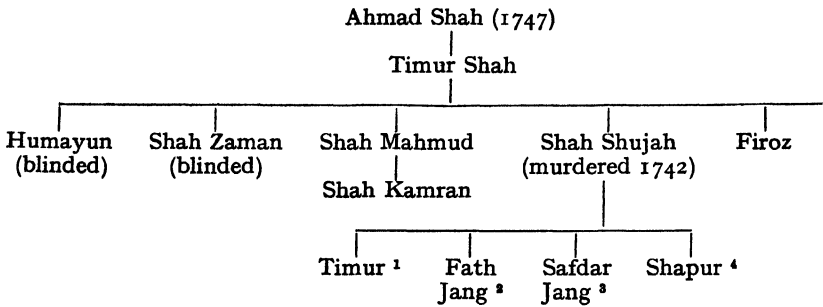 Ahmad Shah (1747)
Timur Shah
Humayun Shah Zaman Shah Mahmud Shah Shujah Firoz
(blinded) (blinded) (murdered 1742)
Shah Kamran
Timur ¹ Fath Safdar Shapur ⁴
Jang ² Jang ³